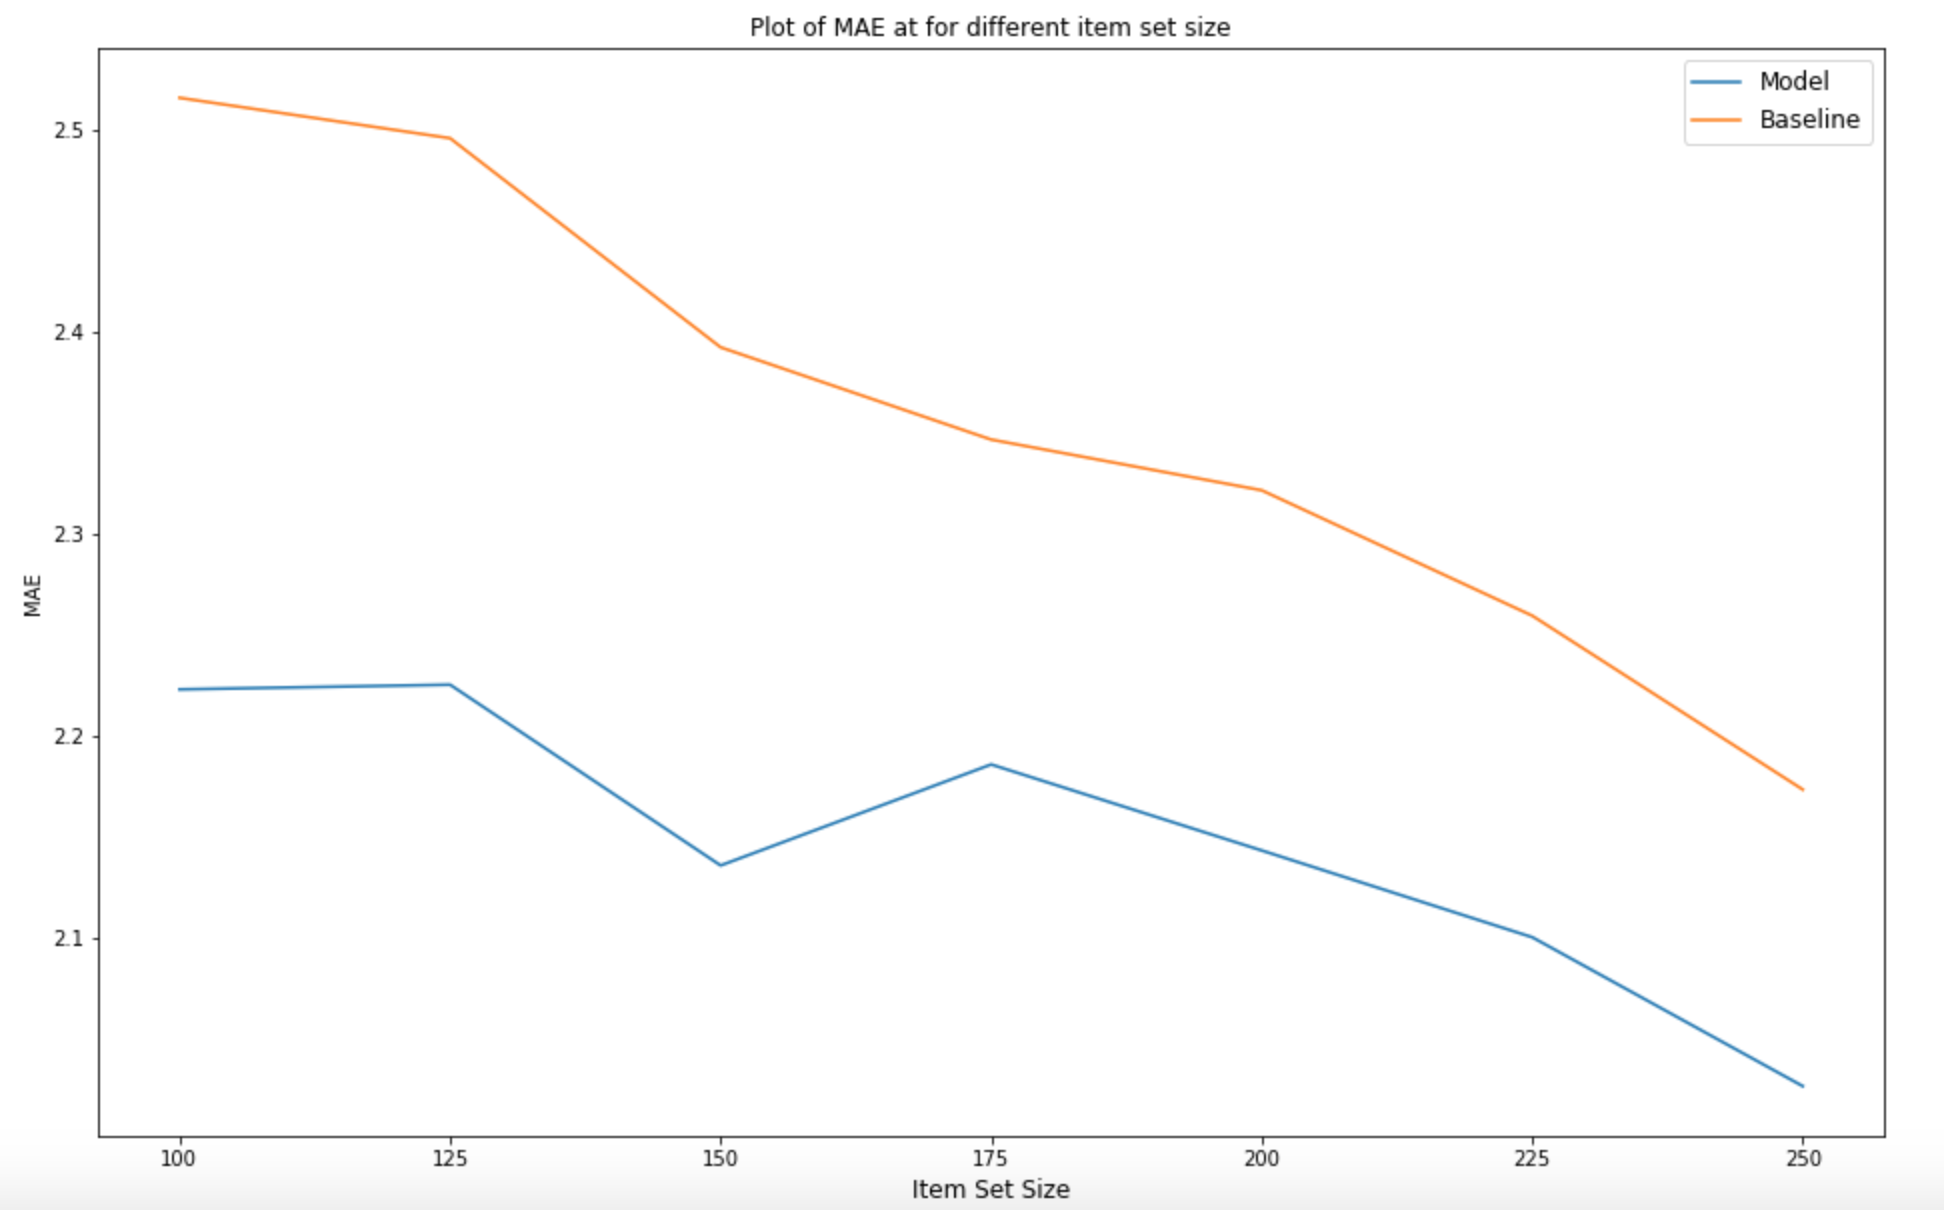 Plot of MAE at for different item set size
Model
Baseline
2.5
2.4
2.3
2.2
2.1
MAE
100 125 150 175 200 225 250
Item Set Size